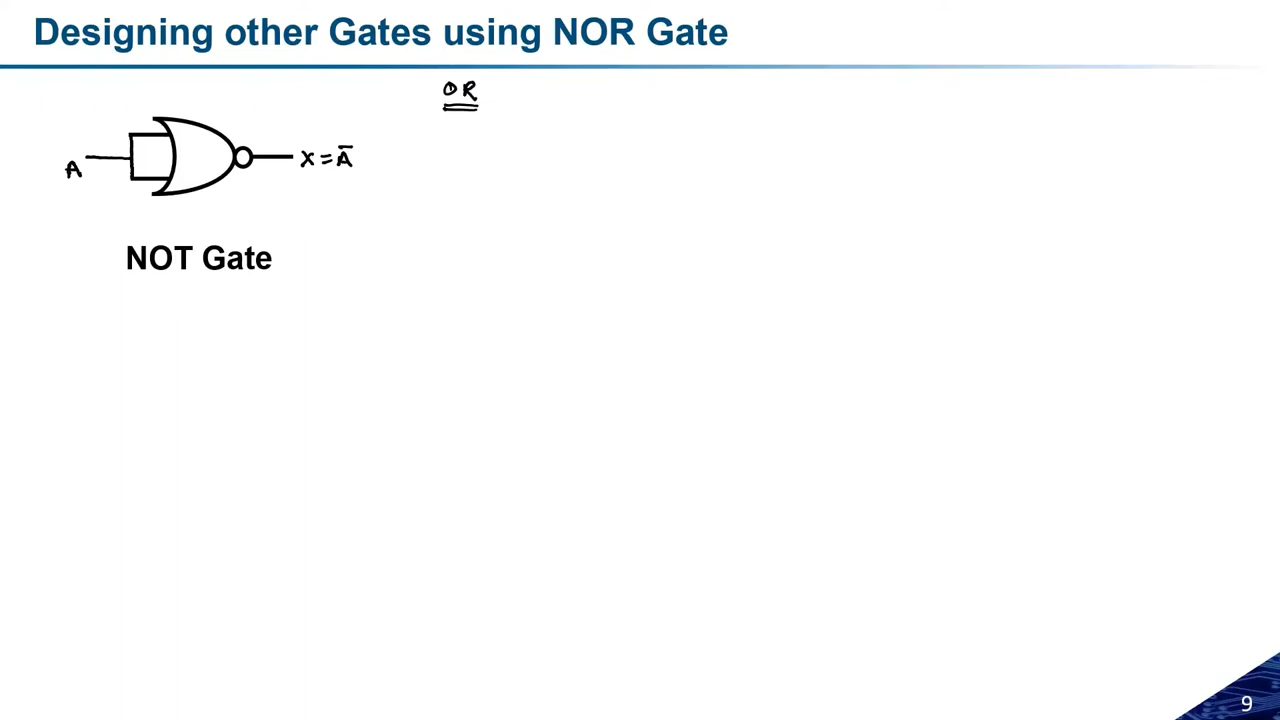 Designing other Gates using NOR Gate
OR
A
X = A̅
NOT Gate
9